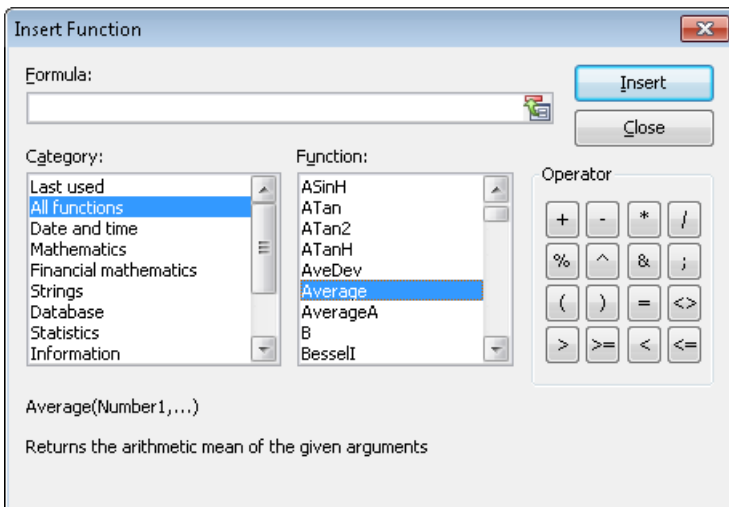 Insert Function
Formula:
Insert
Close
Category:
Last used
All functions
Date and time
Mathematics
Financial mathematics
Strings
Database
Statistics
Information
Function:
ASinH
ATan
ATan2
ATanH
AveDev
Average
AverageA
B
BesselI
Operator
+ - * /
% ^ & ;
( ) = <>
> >= < <=
Average(Number1,...)
Returns the arithmetic mean of the given arguments